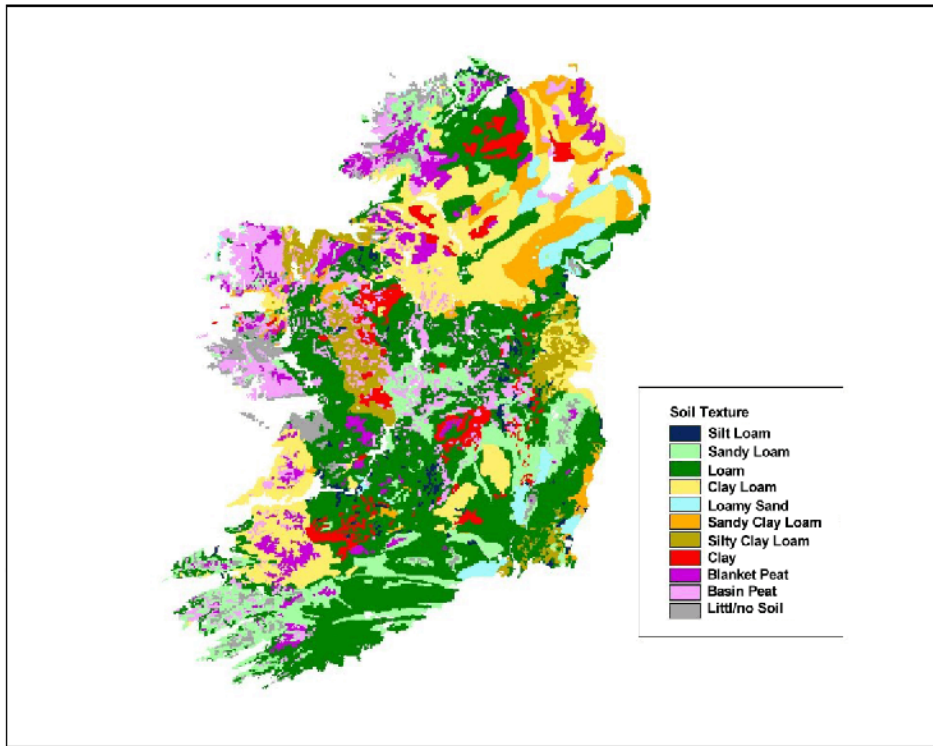 Soil Texture
Silt Loam
Sandy Loam
Loam
Clay Loam
Loamy Sand
Sandy Clay Loam
Silty Clay Loam
Clay
Blanket Peat
Basin Peat
Littl/no Soil